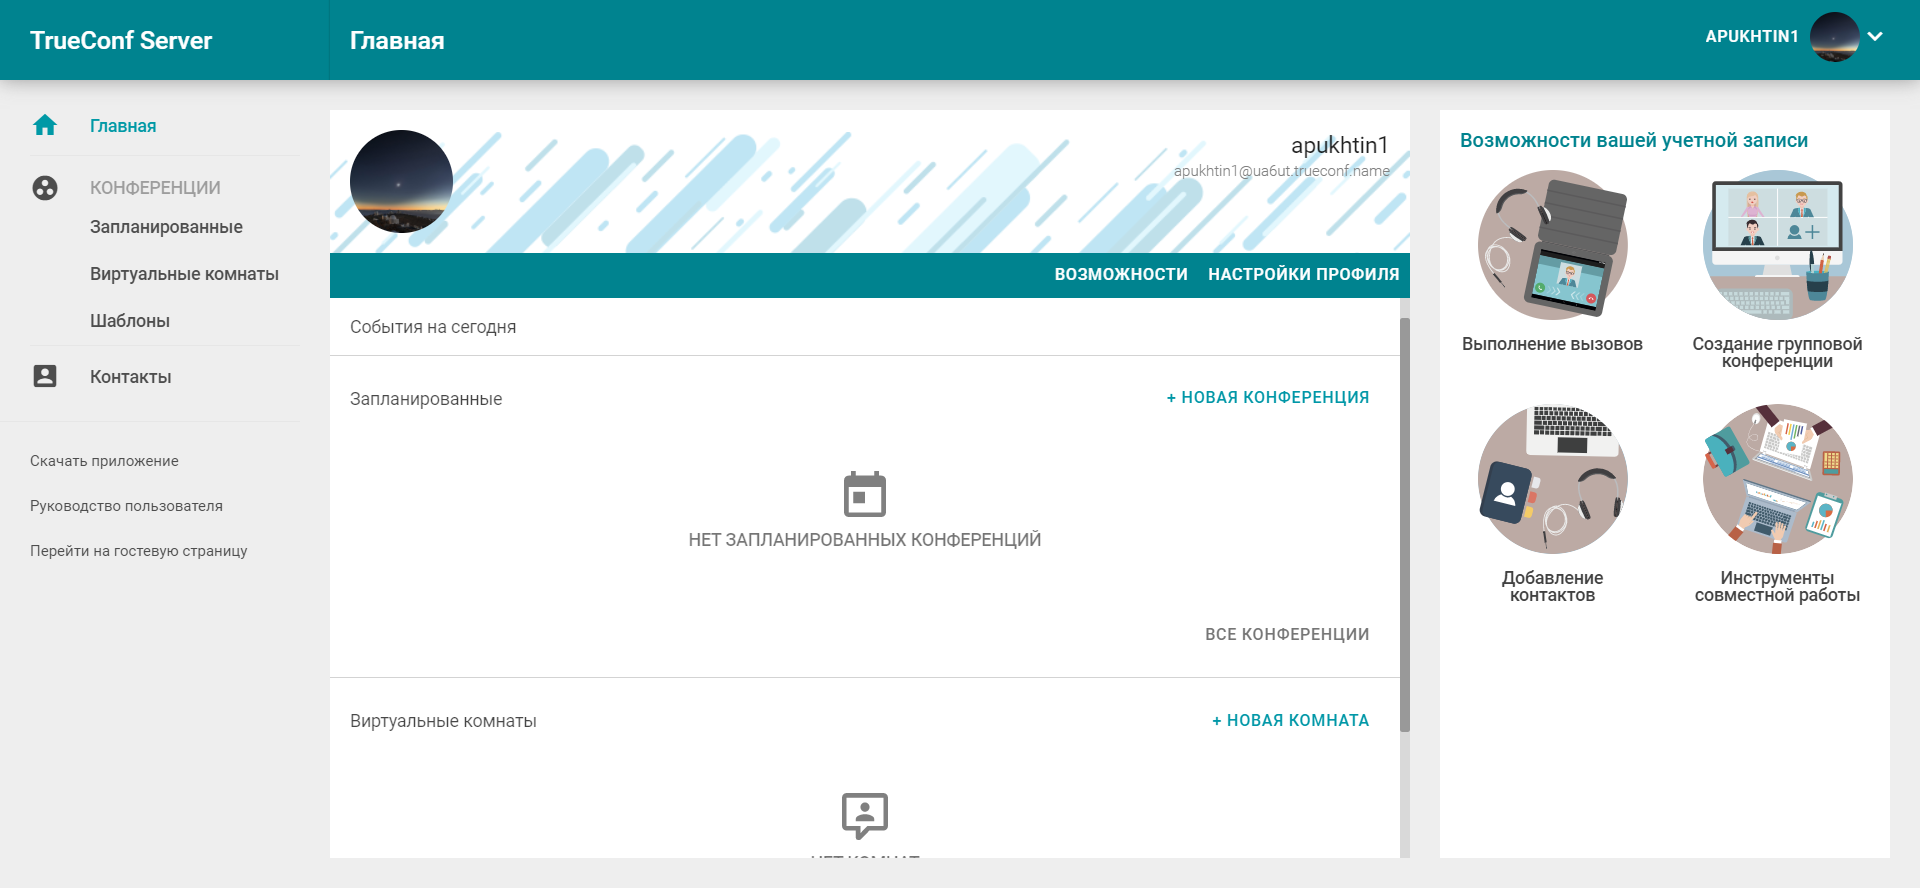 TrueConf Server
Главная
APUKHTIN1
Главная
КОНФЕРЕНЦИИ
Запланированные
Виртуальные комнаты
Шаблоны
Контакты
Скачать приложение
Руководство пользователя
Перейти на гостевую страницу
apukhtin1
apukhtin1@ua6ut.trueconf.name
ВОЗМОЖНОСТИ НАСТРОЙКИ ПРОФИЛЯ
События на сегодня
Запланированные
+ НОВАЯ КОНФЕРЕНЦИЯ
НЕТ ЗАПЛАНИРОВАННЫХ КОНФЕРЕНЦИЙ
ВСЕ КОНФЕРЕНЦИИ
Виртуальные комнаты
+ НОВАЯ КОМНАТА
НЕТ КОМНАТ
Возможности вашей учетной записи
Выполнение вызовов
Создание групповой
конференции
Добавление
контактов
Инструменты
совместной работы